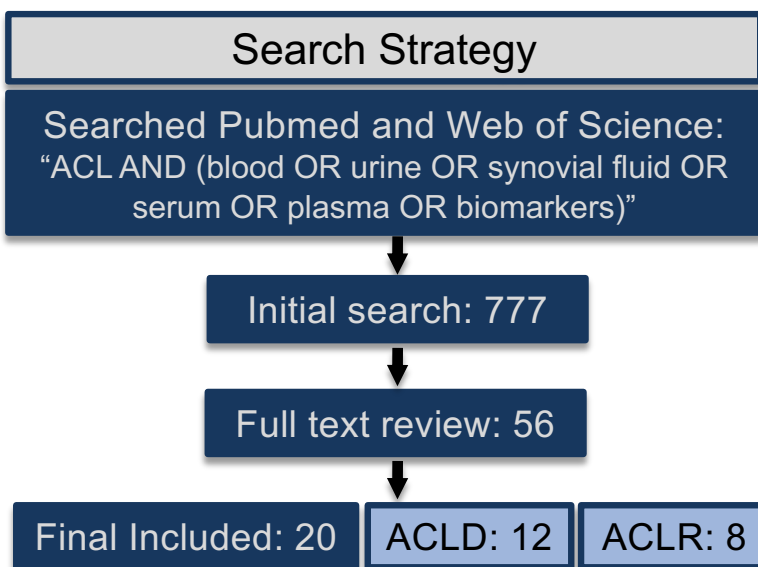 Search Strategy
Searched Pubmed and Web of Science:
“ACL AND (blood OR urine OR synovial fluid OR
serum OR plasma OR biomarkers)”
Initial search: 777
Full text review: 56
Final Included: 20
ACLD: 12
ACLR: 8